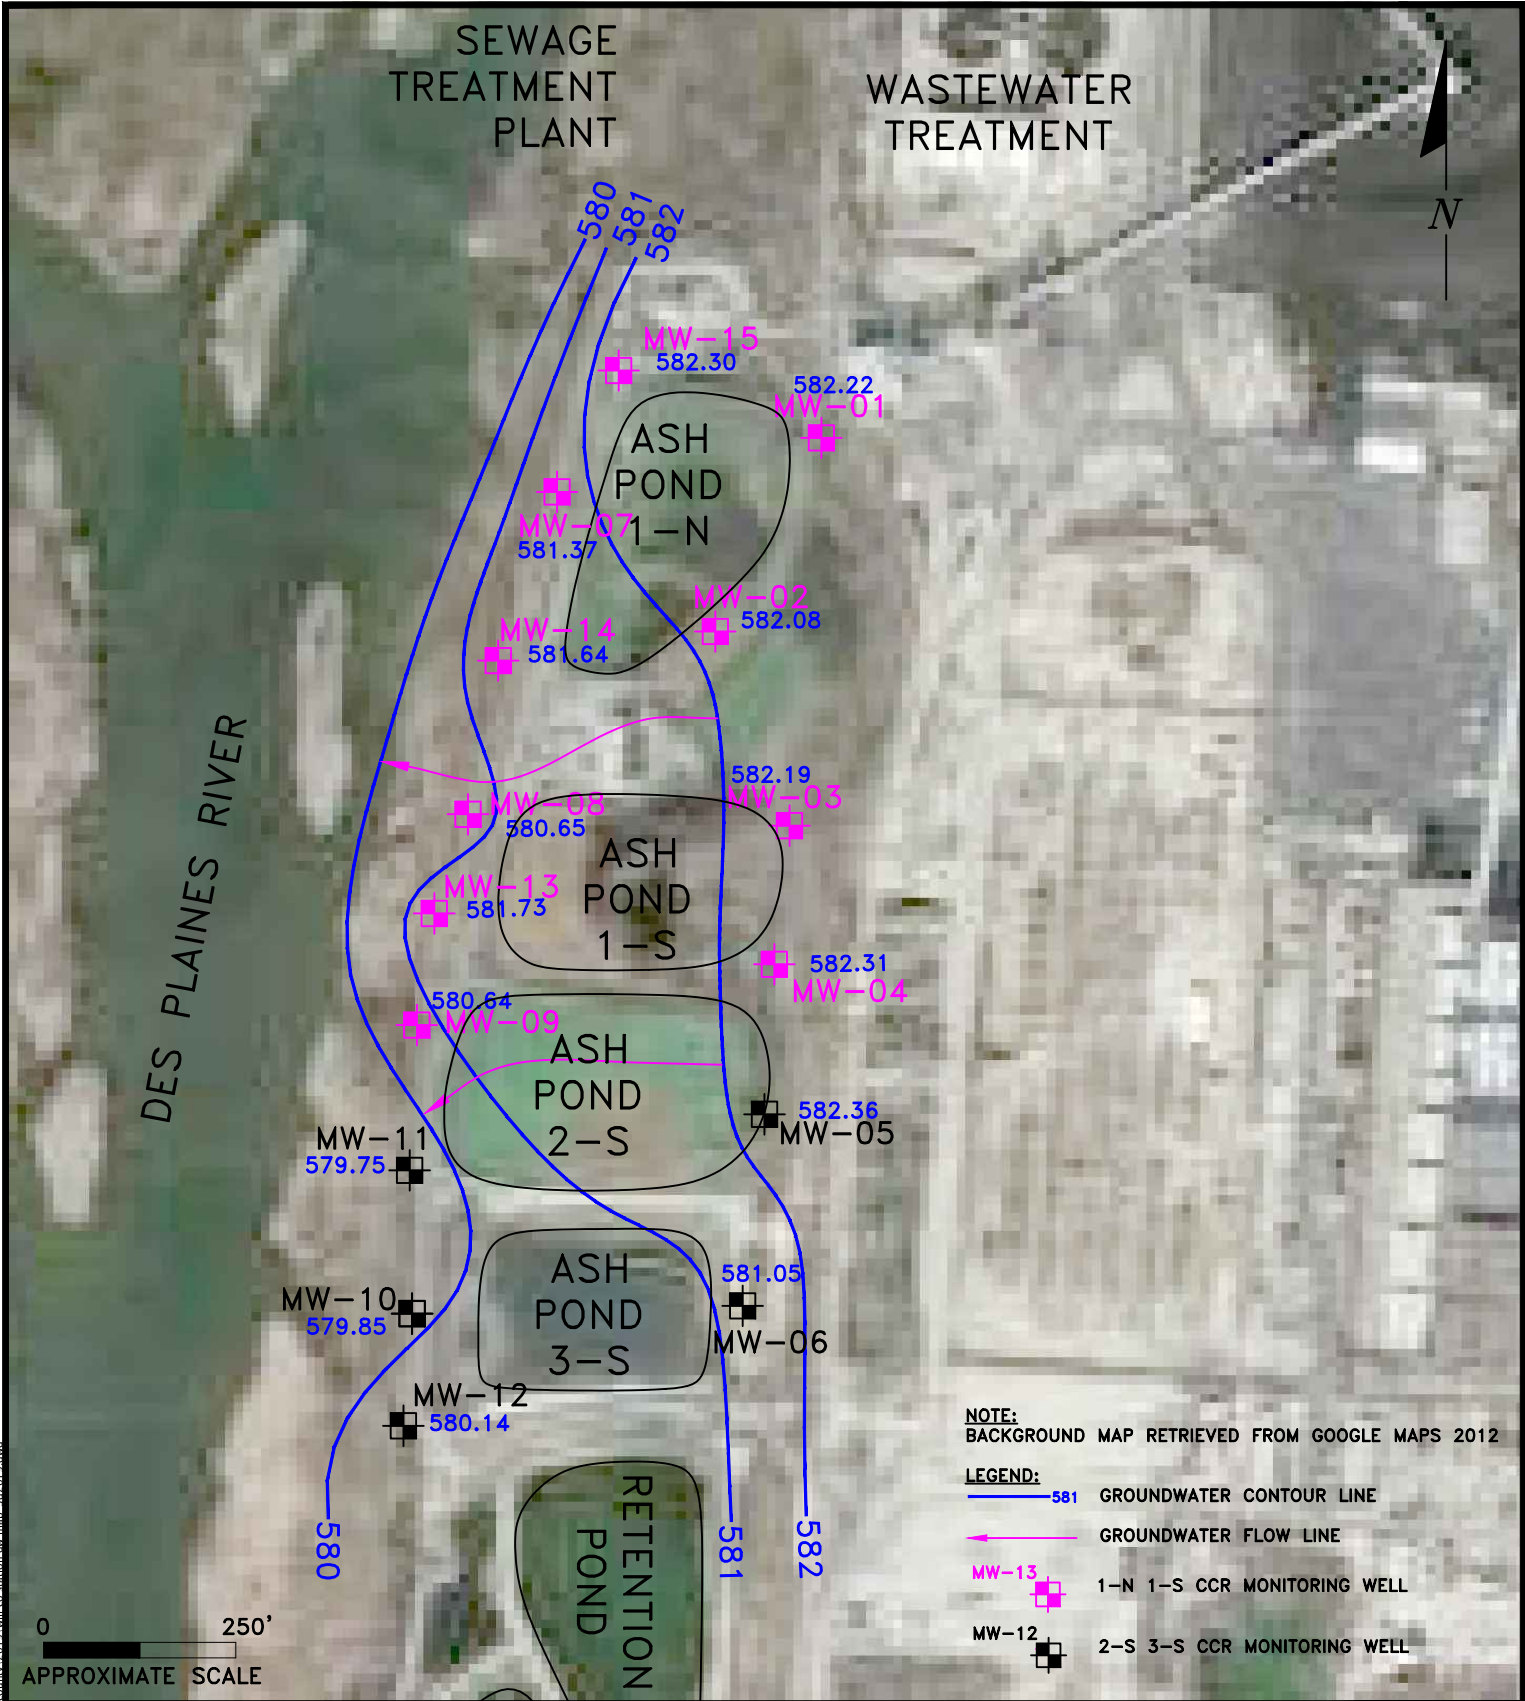 SEWAGE
TREATMENT
PLANT
WASTEWATER
TREATMENT
N
580
581
582
MW-15
582.30
582.22
MW-01
ASH
POND
1-N
MW-07
581.37
MW-02
582.08
MW-14
581.64
DES PLAINES RIVER
582.19
MW-03
MW-08
580.65
ASH
POND
1-S
MW-13
581.73
582.31
MW-04
580.64
MW-09
ASH
POND
2-S
582.36
MW-05
MW-11
579.75
ASH
POND
3-S
581.05
MW-06
MW-10
579.85
MW-12
580.14
RETENTION
POND
580
581
582
NOTE:
BACKGROUND MAP RETRIEVED FROM GOOGLE MAPS 2012
LEGEND:
581 GROUNDWATER CONTOUR LINE
GROUNDWATER FLOW LINE
MW-13 1-N 1-S CCR MONITORING WELL
MW-12 2-S 3-S CCR MONITORING WELL
0 250'
APPROXIMATE SCALE